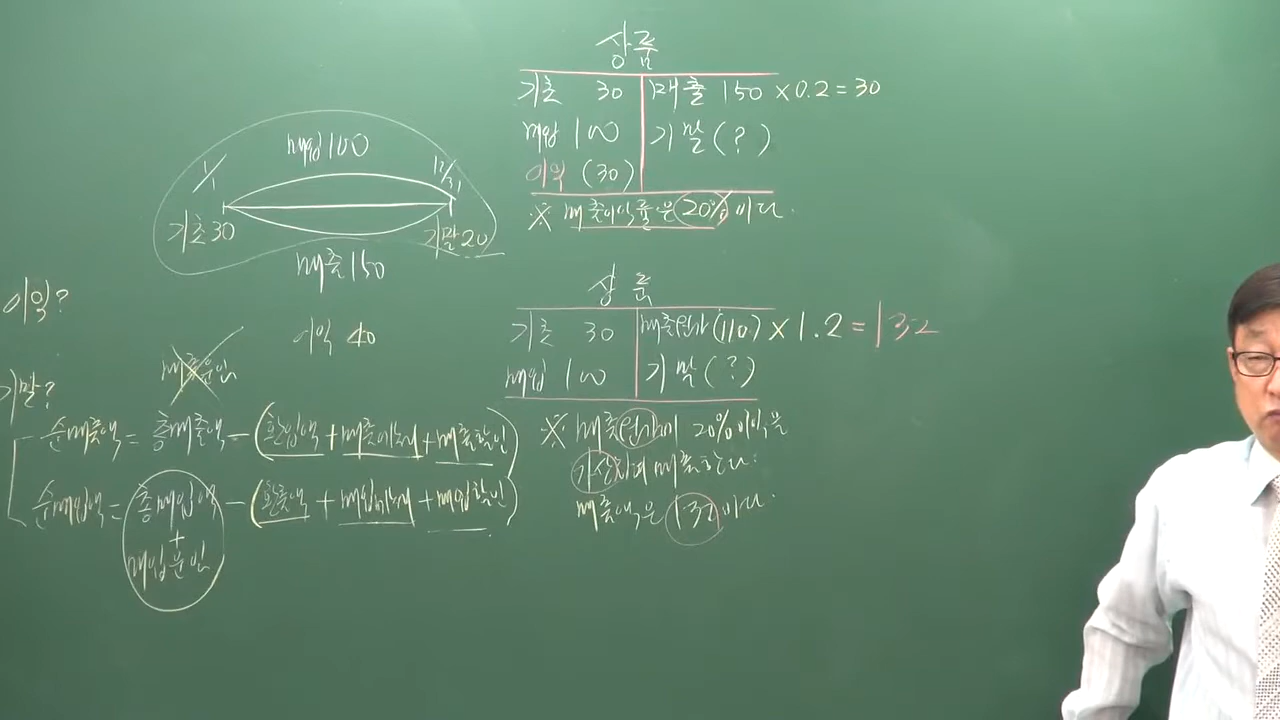 매입 100
1/1
12/31
기초 30
기말 20
매출 150
이익?
이익 40
매출운임
기말?
순매출액 = 총매출액 - (환입액 + 매출에누리 + 매출할인)
순매입액 = 총매입액 - (환출액 + 매입에누리 + 매입할인)
+
매입운임
상품
기초 30 매출 150 × 0.2 = 30
매입 100 기말 (?)
이익 (30)
※ 매출이익률은 20%이다.
상품
기초 30 매출원가 (110) × 1.2 = 132
매입 100 기말 (?)
※ 매출원가에 20% 이익을
가산하여 매출한다.
매출액은 132이다.